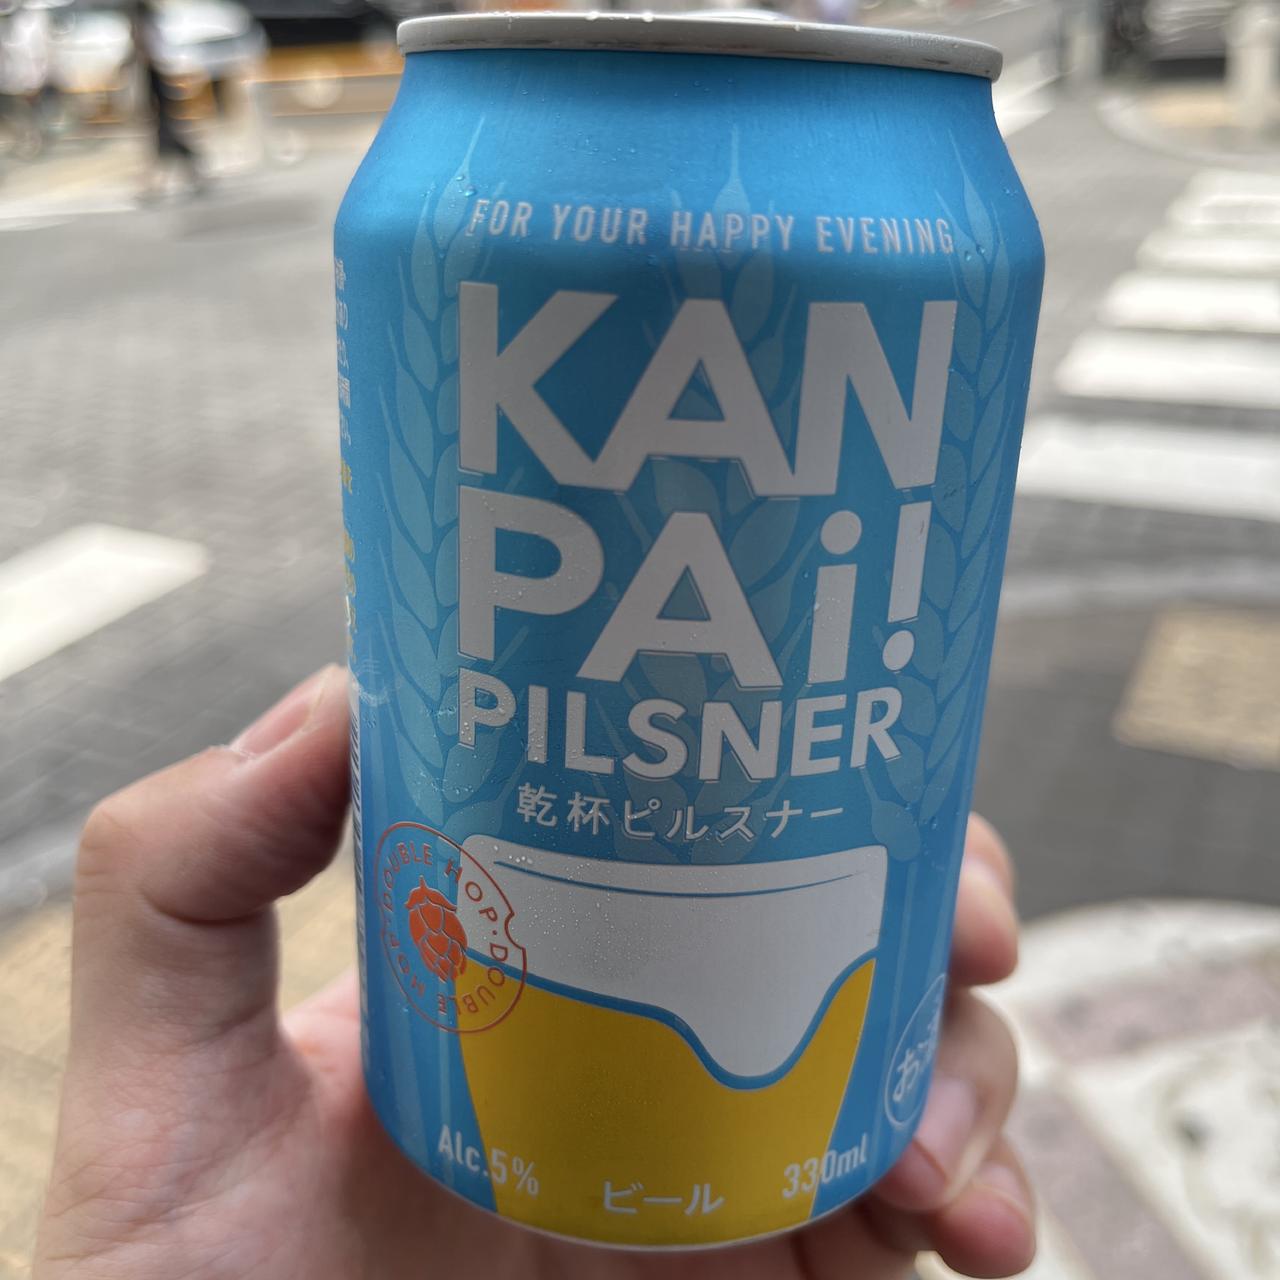 FOR YOUR HAPPY EVENING
KAN
PAi!
PILSNER
乾杯ピルスナー
DOUBLE HOP・DOUBLE HOP・
Alc.5%
ビール
330ml